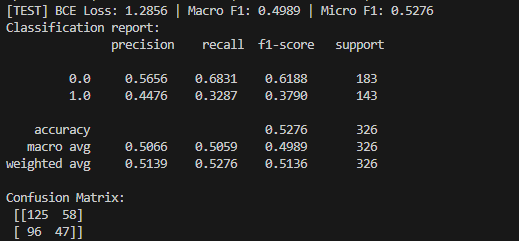 [TEST] BCE Loss: 1.2856 | Macro F1: 0.4989 | Micro F1: 0.5276
Classification report:
precision recall f1-score support
0.0 0.5656 0.6831 0.6188 183
1.0 0.4476 0.3287 0.3790 143
accuracy 0.5276 326
macro avg 0.5066 0.5059 0.4989 326
weighted avg 0.5139 0.5276 0.5136 326
Confusion Matrix:
[[125 58]
[ 96 47]]